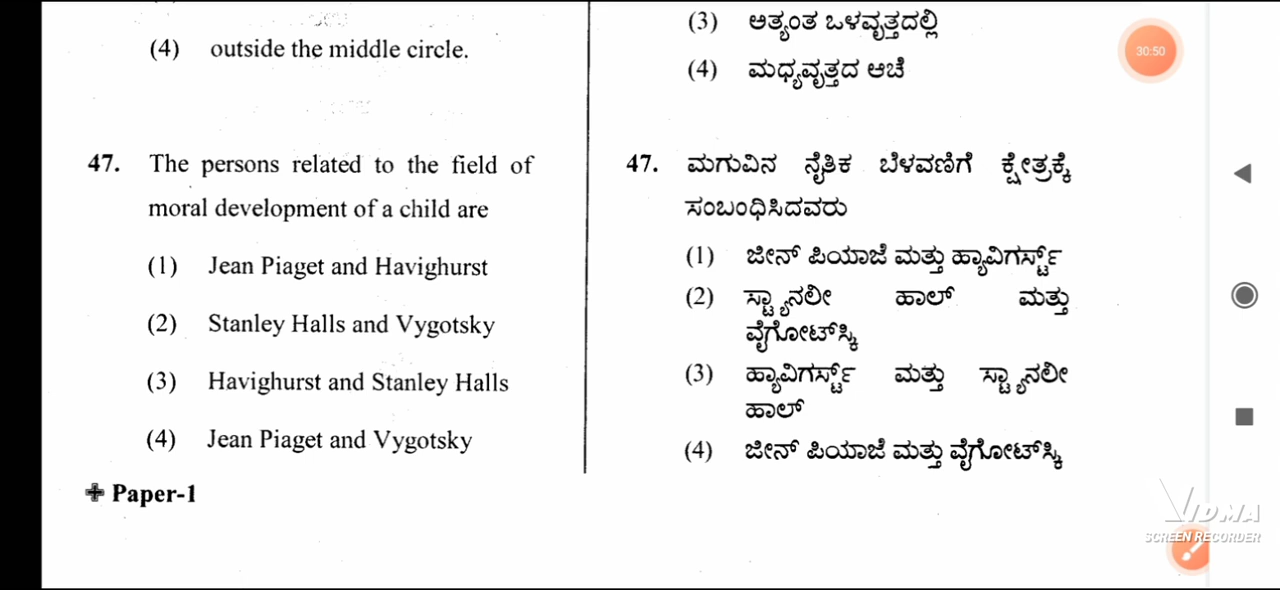 (4) outside the middle circle.
47. The persons related to the field of
moral development of a child are
(1) Jean Piaget and Havighurst
(2) Stanley Halls and Vygotsky
(3) Havighurst and Stanley Halls
(4) Jean Piaget and Vygotsky
✙ Paper-1
(3) ಅತ್ಯಂತ ಒಳವೃತ್ತದಲ್ಲಿ
(4) ಮಧ್ಯವೃತ್ತದ ಆಚೆ
47. ಮಗುವಿನ ನೈತಿಕ ಬೆಳವಣಿಗೆ ಕ್ಷೇತ್ರಕ್ಕೆ
ಸಂಬಂಧಿಸಿದವರು
(1) ಜೀನ್ ಪಿಯಾಜೆ ಮತ್ತು ಹ್ಯಾವಿಗರ್ಸ್ಟ್
(2) ಸ್ಟ್ಯಾನಲೀ ಹಾಲ್ ಮತ್ತು
ವೈಗೋಟ್‌ಸ್ಕಿ
(3) ಹ್ಯಾವಿಗರ್ಸ್ಟ್ ಮತ್ತು ಸ್ಟ್ಯಾನಲೀ
ಹಾಲ್
(4) ಜೀನ್ ಪಿಯಾಜೆ ಮತ್ತು ವೈಗೋಟ್‌ಸ್ಕಿ
30:50
VIDMA
SCREEN RECORDER